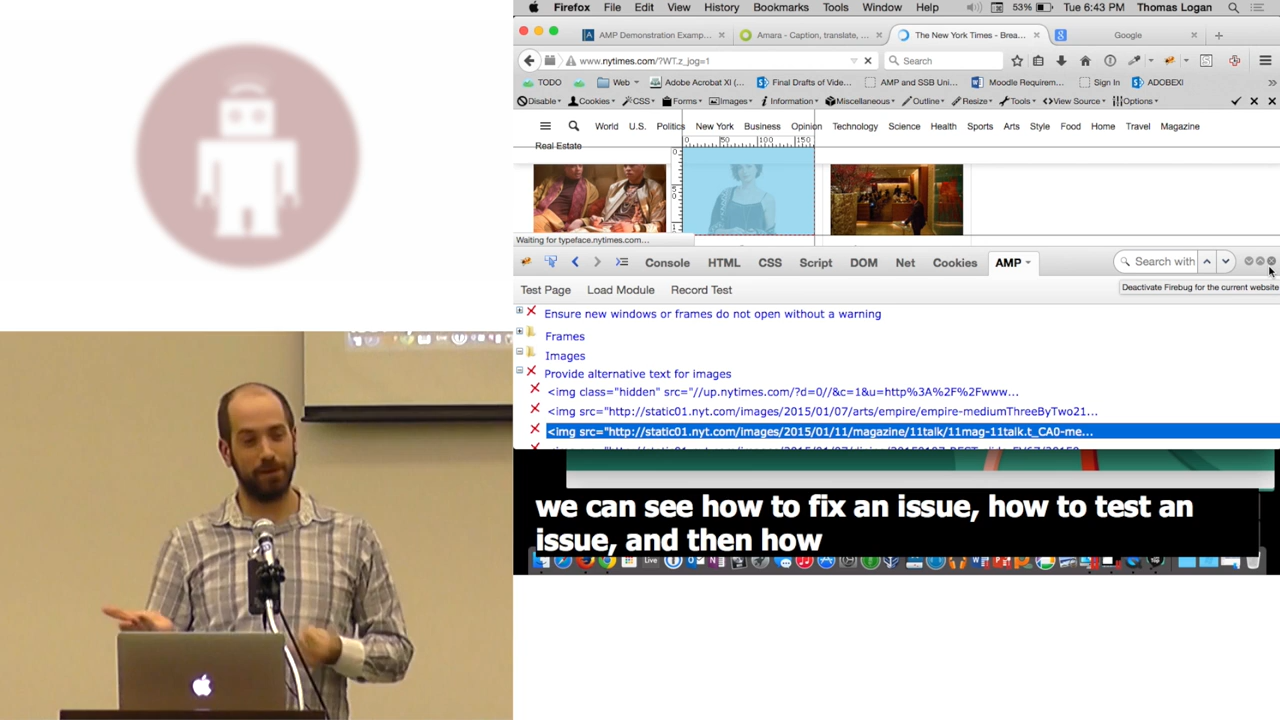 Firefox File Edit View History Bookmarks Tools Window Help 53% Tue 6:43 PM Thomas Logan
AMP Demonstration Examp... Amara - Caption, translate, ... The New York Times - Brea... Google
www.nytimes.com/?WT.z_jog=1 Search
TODO Web Adobe Acrobat XI (... Final Drafts of Vide... AMP and SSB Uni... Moodle Requirem... Sign In ADOBEXI
Disable Cookies CSS Forms Images Information Miscellaneous Outline Resize Tools View Source Options
World U.S. Politics New York Business Opinion Technology Science Health Sports Arts Style Food Home Travel Magazine
Real Estate
0 50 100 150
Waiting for typeface.nytimes.com...
Console HTML CSS Script DOM Net Cookies AMP Search with
Test Page Load Module Record Test
Deactivate Firebug for the current website
Ensure new windows or frames do not open without a warning
Frames
Images
Provide alternative text for images
<img class="hidden" src="//up.nytimes.com/?d=0//&c=1&u=http%3A%2F%2Fwww...
<img src="http://static01.nyt.com/images/2015/01/07/arts/empire/empire-mediumThreeByTwo21...
<img src="http://static01.nyt.com/images/2015/01/11/magazine/11talk/11mag-11talk.t_CA0-me...
we can see how to fix an issue, how to test an
issue, and then how